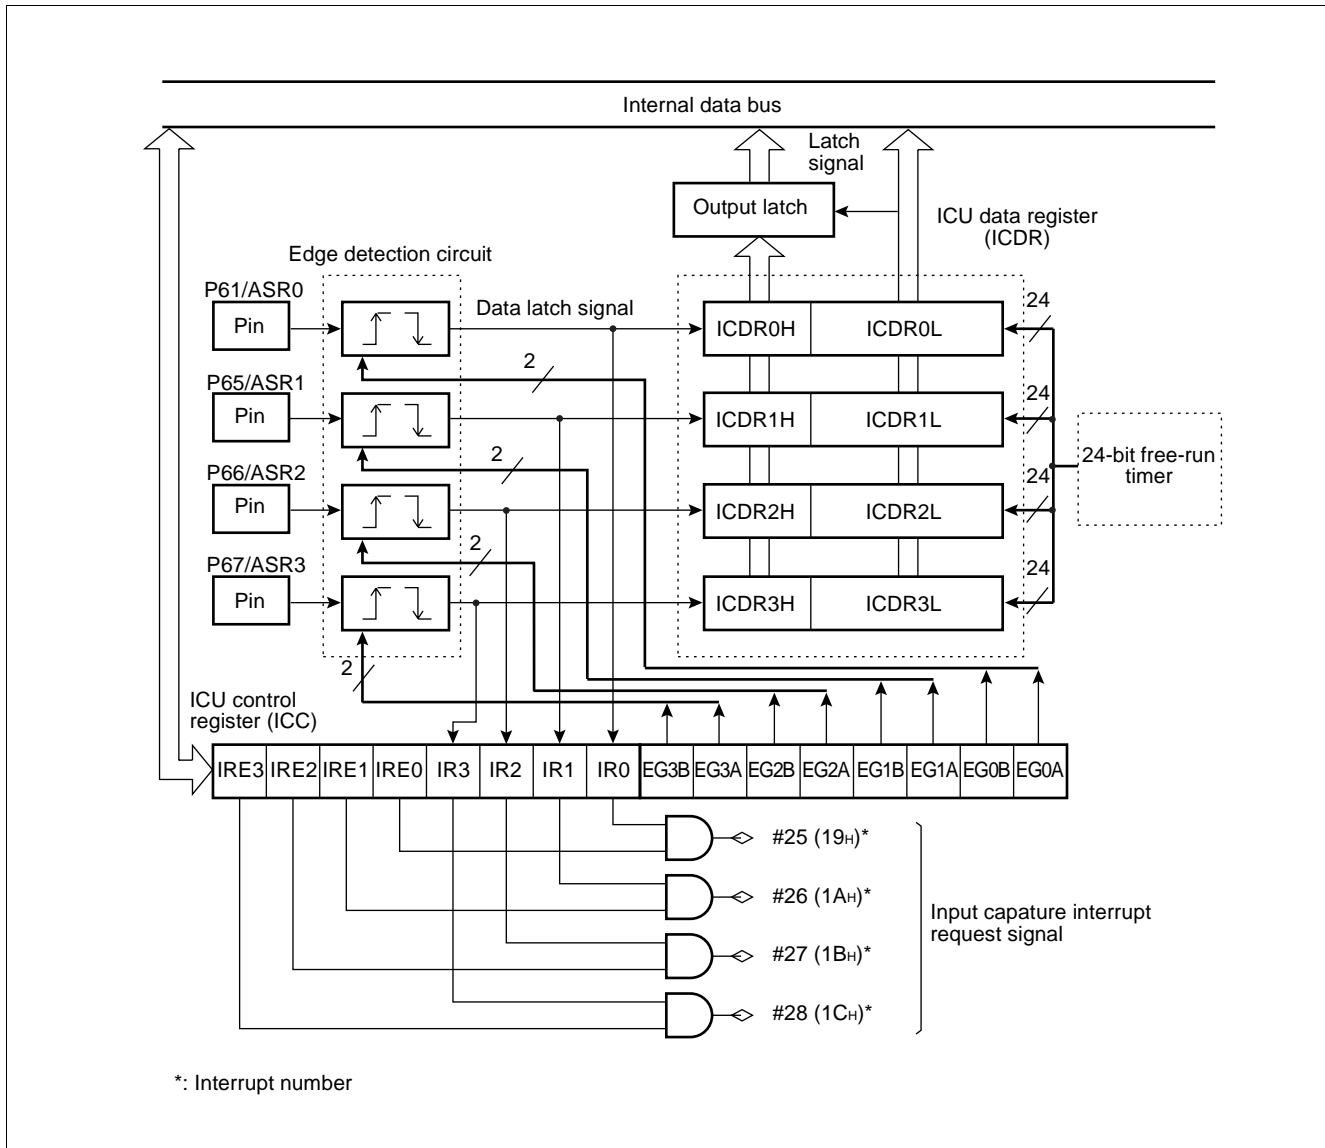 Internal data bus
Latch
signal
Output latch
ICU data register
(ICDR)
Edge detection circuit
P61/ASR0
Pin
Data latch signal
ICDR0H
ICDR0L
24
2
P65/ASR1
Pin
ICDR1H
ICDR1L
24
2
24-bit free-run
timer
P66/ASR2
Pin
ICDR2H
ICDR2L
24
2
P67/ASR3
Pin
ICDR3H
ICDR3L
24
2
ICU control
register (ICC)
IRE3 IRE2 IRE1 IRE0 IR3 IR2 IR1 IR0 EG3B EG3A EG2B EG2A EG1B EG1A EG0B EG0A
#25 (19H)*
#26 (1AH)*
#27 (1BH)*
#28 (1CH)*
Input capature interrupt
request signal
*: Interrupt number